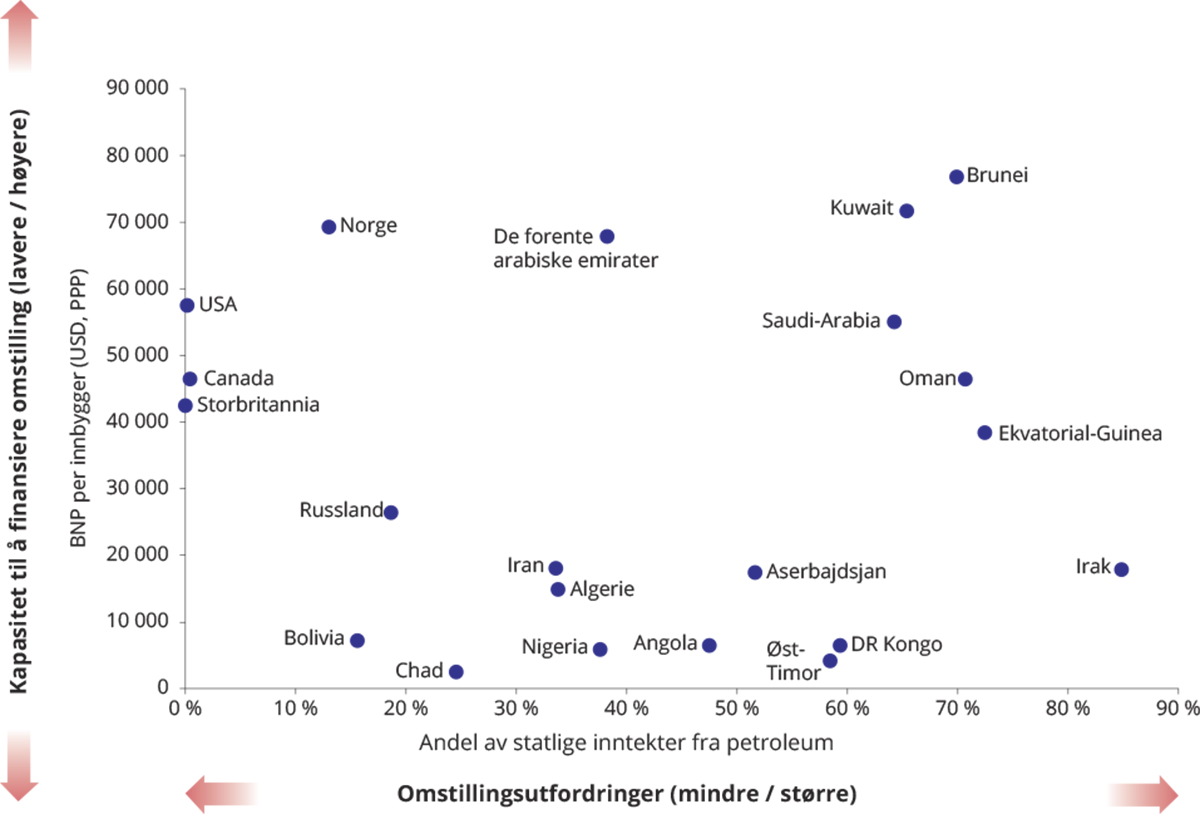 Kapasitet til å finansiere omstilling (lavere / høyere)
BNP per innbygger (USD, PPP)
90 000
80 000
70 000
60 000
50 000
40 000
30 000
20 000
10 000
0
Brunei
Kuwait
Norge
De forente
arabiske emirater
USA
Saudi-Arabia
Canada
Oman
Storbritannia
Ekvatorial-Guinea
Russland
Iran
Aserbajdsjan
Irak
Algerie
Bolivia
Nigeria
Angola
DR Kongo
Øst-
Timor
Chad
0 %
10 %
20 %
30 %
40 %
50 %
60 %
70 %
80 %
90 %
Andel av statlige inntekter fra petroleum
Omstillingsutfordringer (mindre / større)